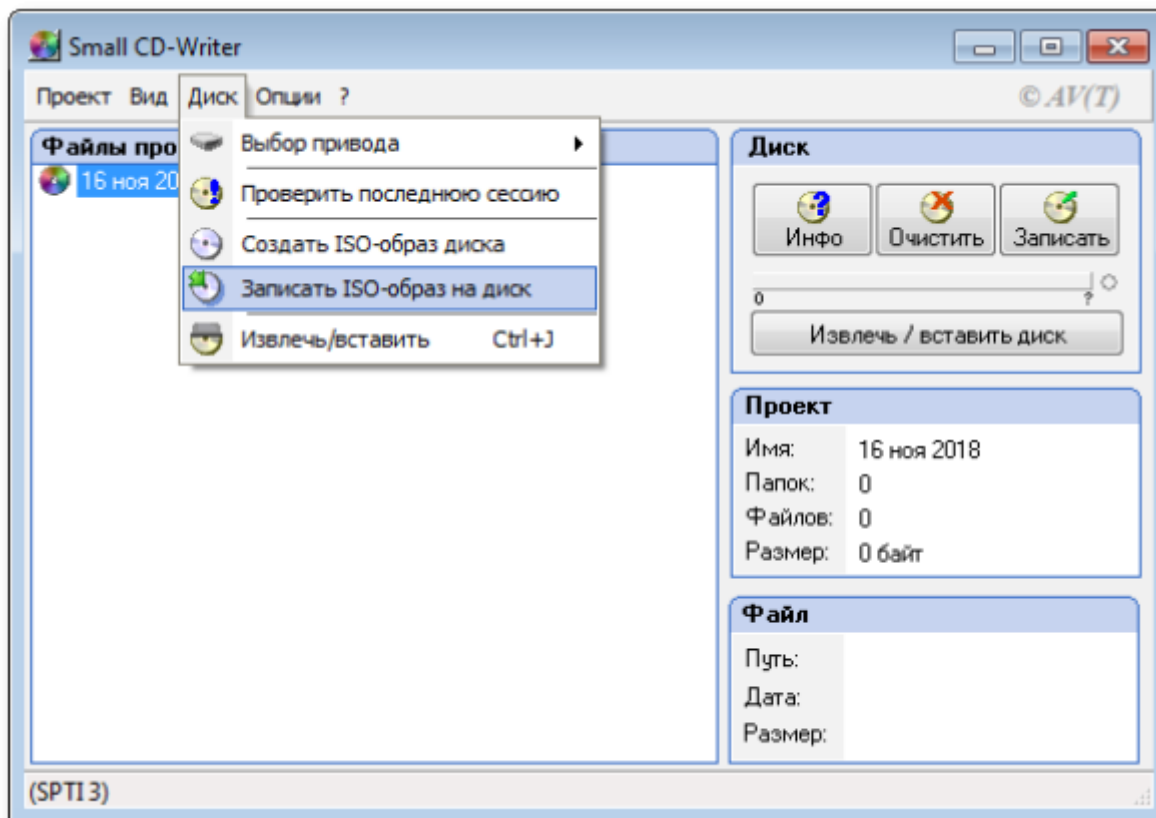 Small CD-Writer
Проект Вид Диск Опции ?
© AV(T)
Файлы про
16 ноя 20
Выбор привода
Проверить последнюю сессию
Создать ISO-образ диска
Записать ISO-образ на диск
Извлечь/вставить Ctrl+J
Диск
Инфо Очистить Записать
0 ?
Извлечь / вставить диск
Проект
Имя: 16 ноя 2018
Папок: 0
Файлов: 0
Размер: 0 байт
Файл
Путь:
Дата:
Размер:
(SPTI 3)